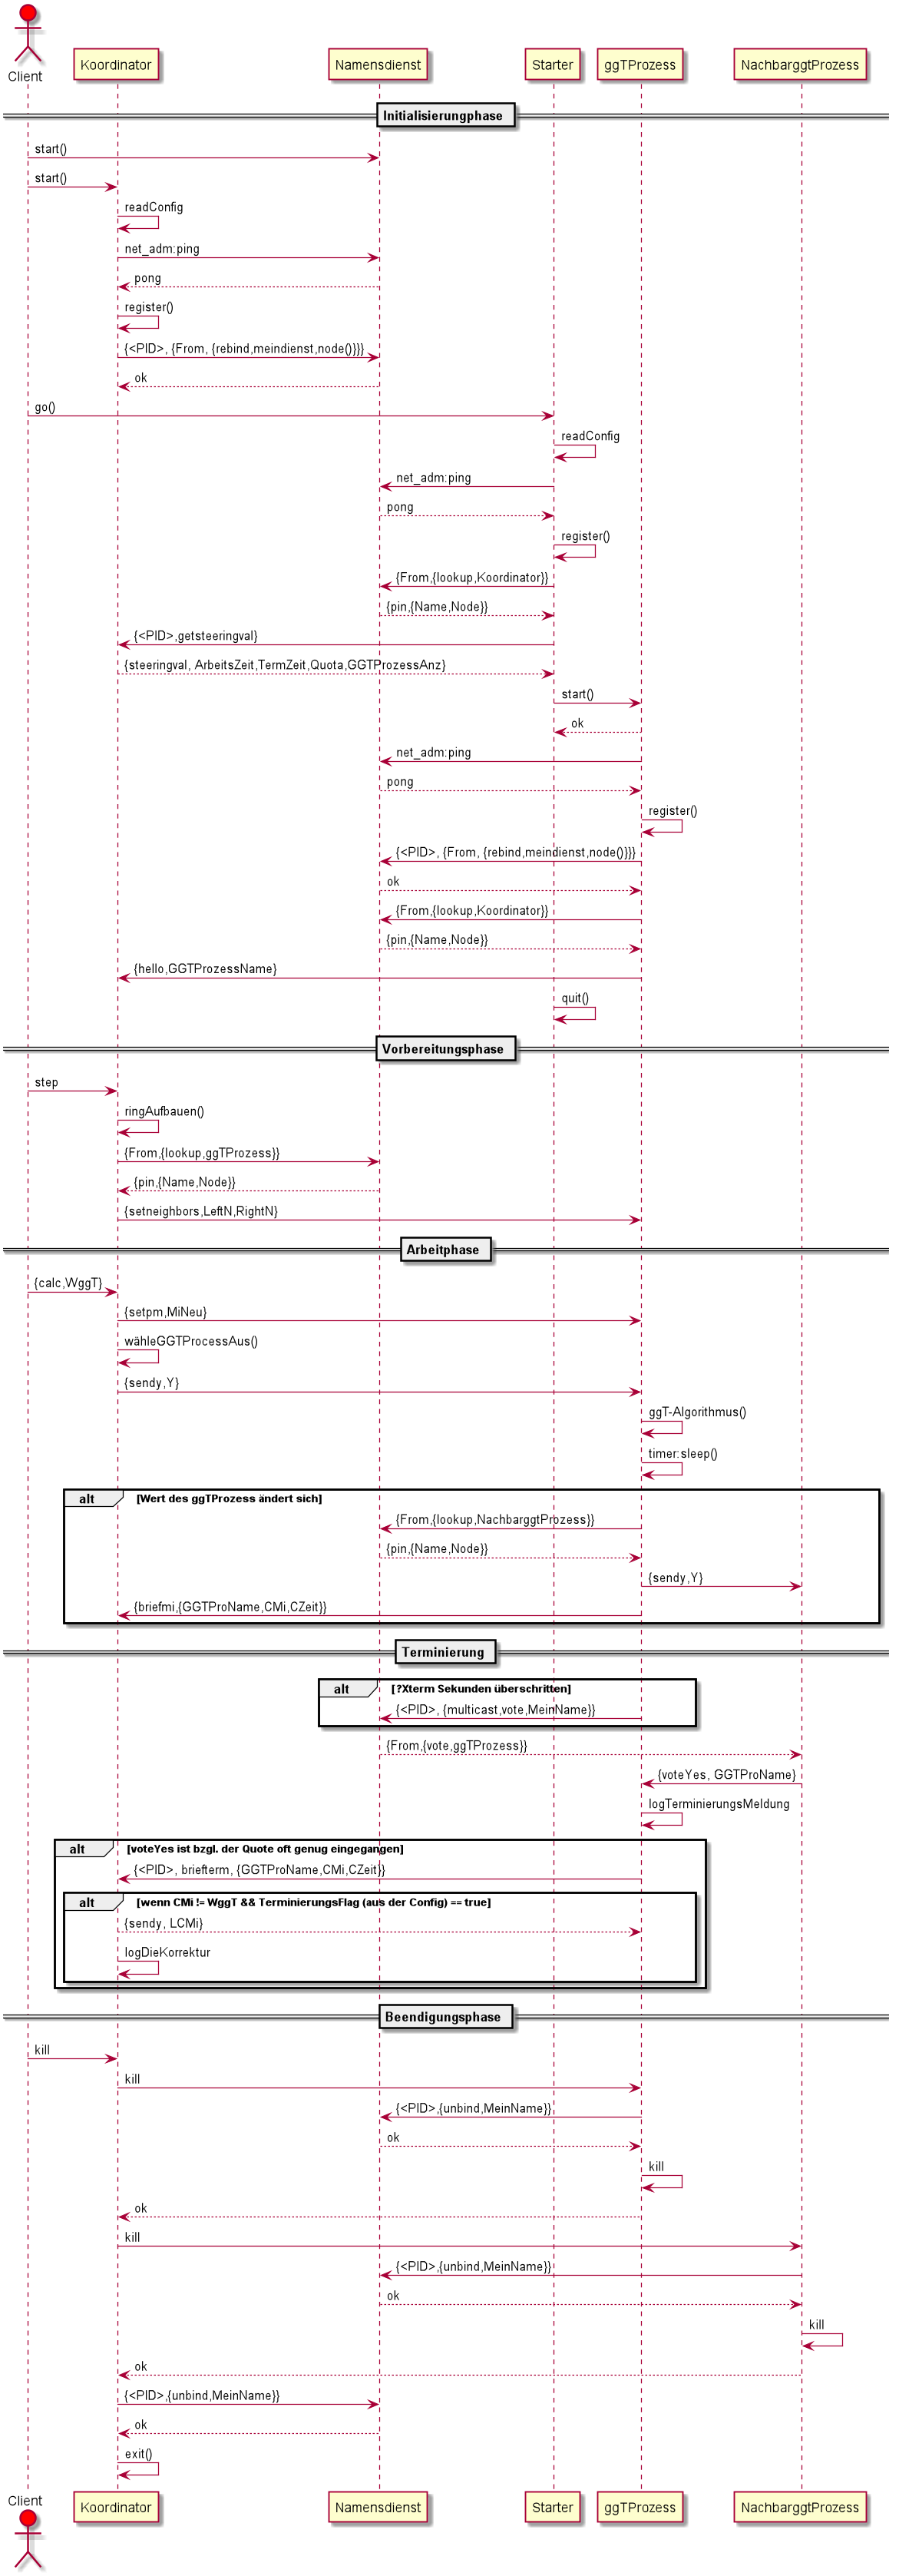 Client
Koordinator
Namensdienst
Starter
ggTProzess
NachbarggtProzess
Initialisierungphase
start()
start()
readConfig
net_adm:ping
pong
register()
{<PID>, {From, {rebind,meindienst,node()}}}
ok
go()
readConfig
net_adm:ping
pong
register()
{From,{lookup,Koordinator}}
{pin,{Name,Node}}
{<PID>,getsteeringval}
{steeringval, ArbeitsZeit,TermZeit,Quota,GGTProzessAnz}
start()
ok
net_adm:ping
pong
register()
{<PID>, {From, {rebind,meindienst,node()}}}
ok
{From,{lookup,Koordinator}}
{pin,{Name,Node}}
{hello,GGTProzessName}
quit()
Vorbereitungsphase
step
ringAufbauen()
{From,{lookup,ggTProzess}}
{pin,{Name,Node}}
{setneighbors,LeftN,RightN}
Arbeitphase
{calc,WggT}
{setpm,MiNeu}
wähleGGTProcessAus()
{sendy,Y}
ggT-Algorithmus()
timer:sleep()
alt [Wert des ggTProzess ändert sich]
{From,{lookup,NachbarggtProzess}}
{pin,{Name,Node}}
{sendy,Y}
{briefmi,{GGTProName,CMi,CZeit}}
Terminierung
alt [?Xterm Sekunden überschritten]
{<PID>, {multicast,vote,MeinName}}
{From,{vote,ggTProzess}}
{voteYes, GGTProName}
logTerminierungsMeldung
alt [voteYes ist bzgl. der Quote oft genug eingegangen]
{<PID>, briefterm, {GGTProName,CMi,CZeit}}
alt [wenn CMi != WggT && TerminierungsFlag (aus der Config) == true]
{sendy, LCMi}
logDieKorrektur
Beendigungsphase
kill
kill
{<PID>,{unbind,MeinName}}
ok
kill
ok
kill
{<PID>,{unbind,MeinName}}
ok
kill
ok
{<PID>,{unbind,MeinName}}
ok
exit()
Client
Koordinator
Namensdienst
Starter
ggTProzess
NachbarggtProzess